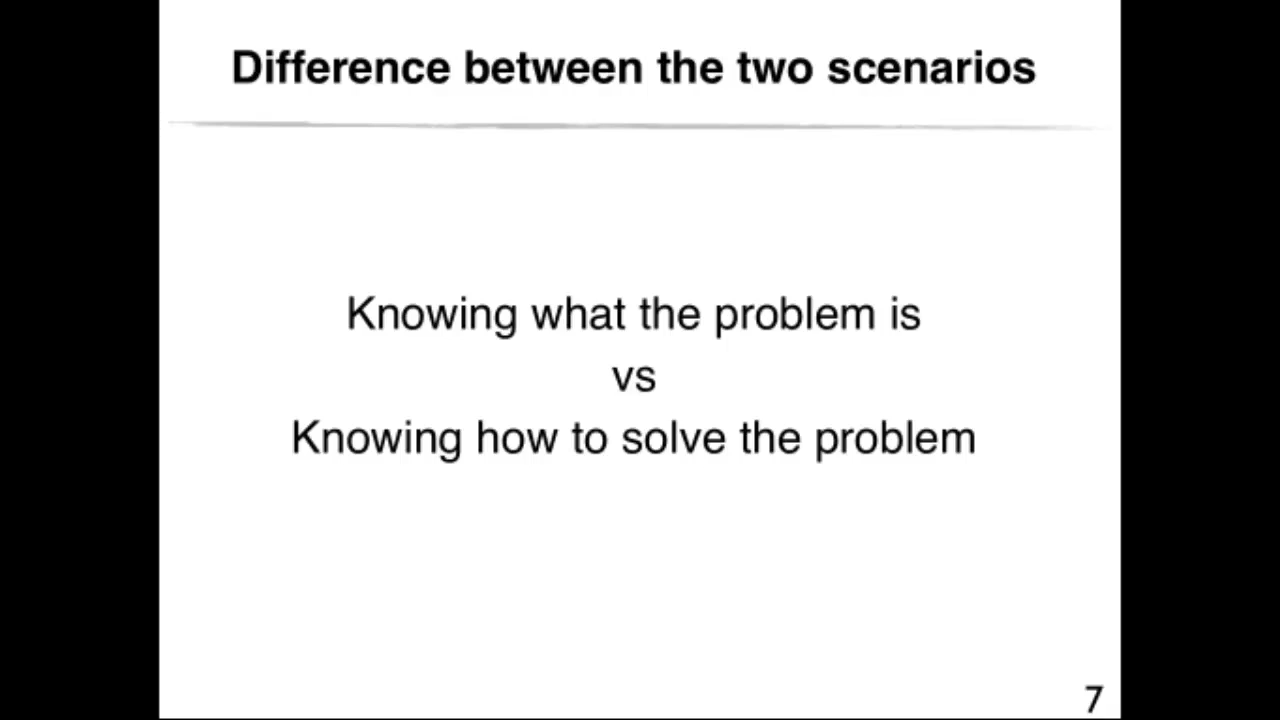 Difference between the two scenarios
Knowing what the problem is
vs
Knowing how to solve the problem
7